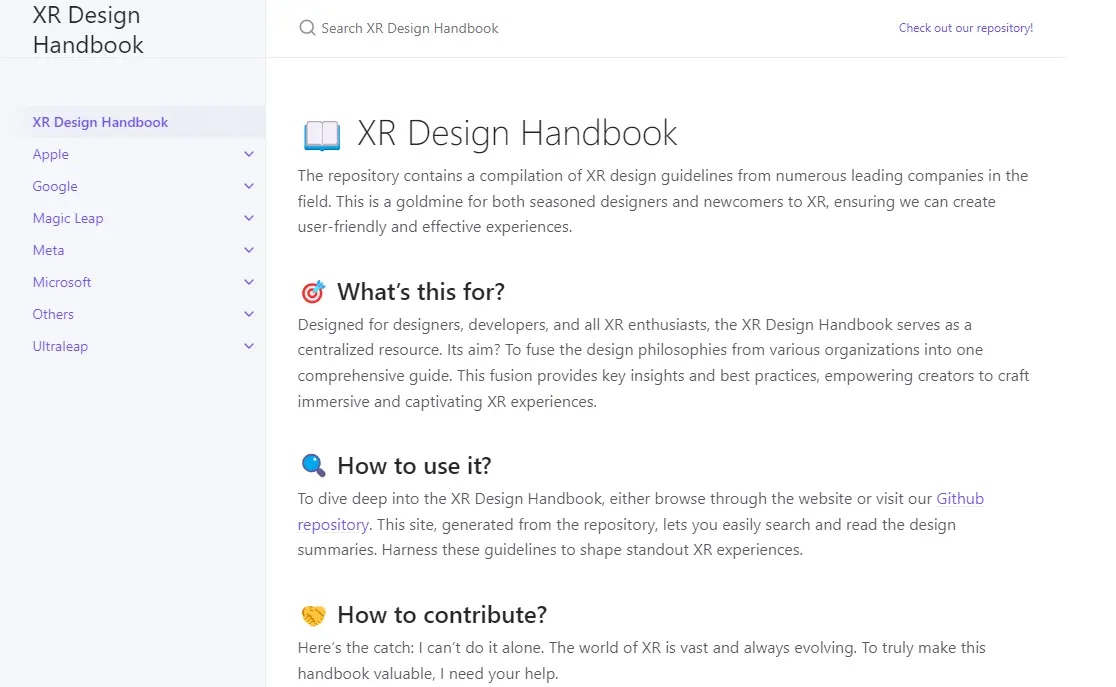 XR Design
Handbook
Search XR Design Handbook
Check out our repository!
XR Design Handbook
Apple
Google
Magic Leap
Meta
Microsoft
Others
Ultraleap
XR Design Handbook
The repository contains a compilation of XR design guidelines from numerous leading companies in the
field. This is a goldmine for both seasoned designers and newcomers to XR, ensuring we can create
user-friendly and effective experiences.
What's this for?
Designed for designers, developers, and all XR enthusiasts, the XR Design Handbook serves as a
centralized resource. Its aim? To fuse the design philosophies from various organizations into one
comprehensive guide. This fusion provides key insights and best practices, empowering creators to craft
immersive and captivating XR experiences.
How to use it?
To dive deep into the XR Design Handbook, either browse through the website or visit our Github
repository. This site, generated from the repository, lets you easily search and read the design
summaries. Harness these guidelines to shape standout XR experiences.
How to contribute?
Here's the catch: I can't do it alone. The world of XR is vast and always evolving. To truly make this
handbook valuable, I need your help.